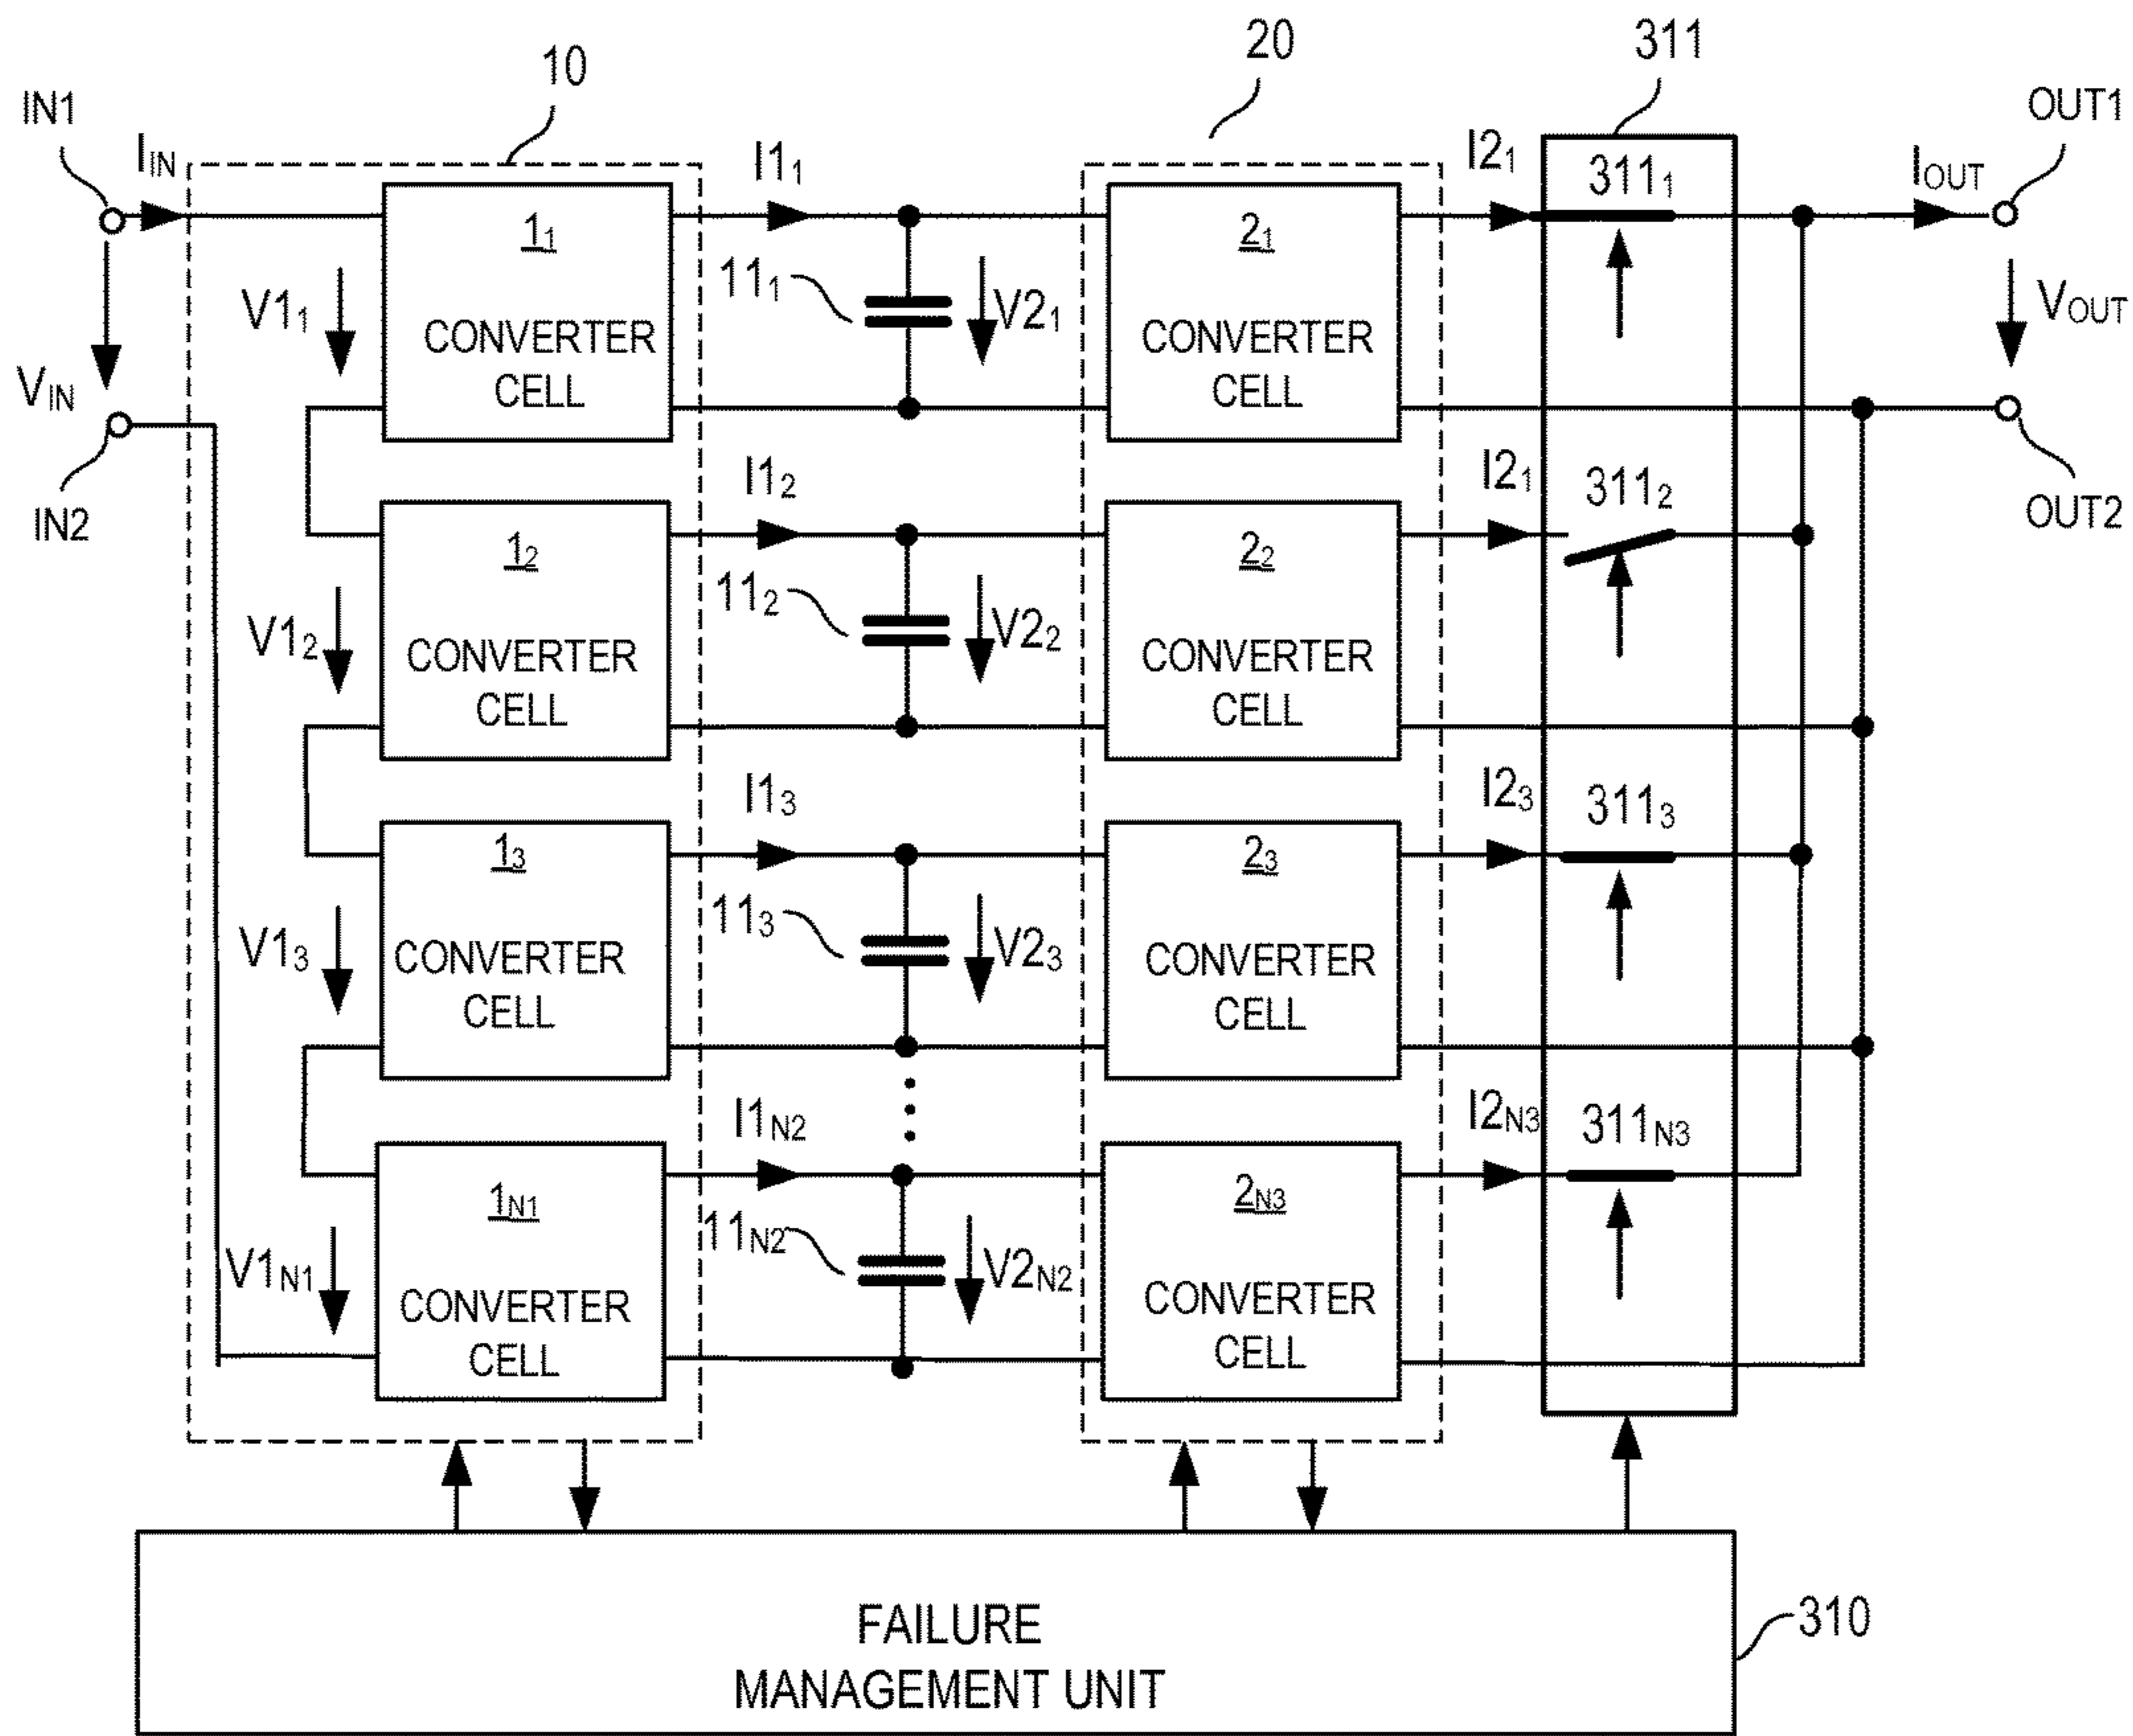 10
20
311
IN1
OUT1
I_IN
I1_1
I2_1
311_1
I_OUT
1_1
2_1
V1_1
11_1
V2_1
V_OUT
CONVERTER
CELL
CONVERTER
CELL
V_IN
IN2
I1_2
I2_1
311_2
OUT2
1_2
2_2
V1_2
11_2
V2_2
CONVERTER
CELL
CONVERTER
CELL
I1_3
I2_3
311_3
1_3
2_3
V1_3
11_3
V2_3
CONVERTER
CELL
CONVERTER
CELL
I1_N2
I2_N3
311_N3
1_N1
2_N3
V1_N1
11_N2
V2_N2
CONVERTER
CELL
CONVERTER
CELL
FAILURE
MANAGEMENT UNIT
310